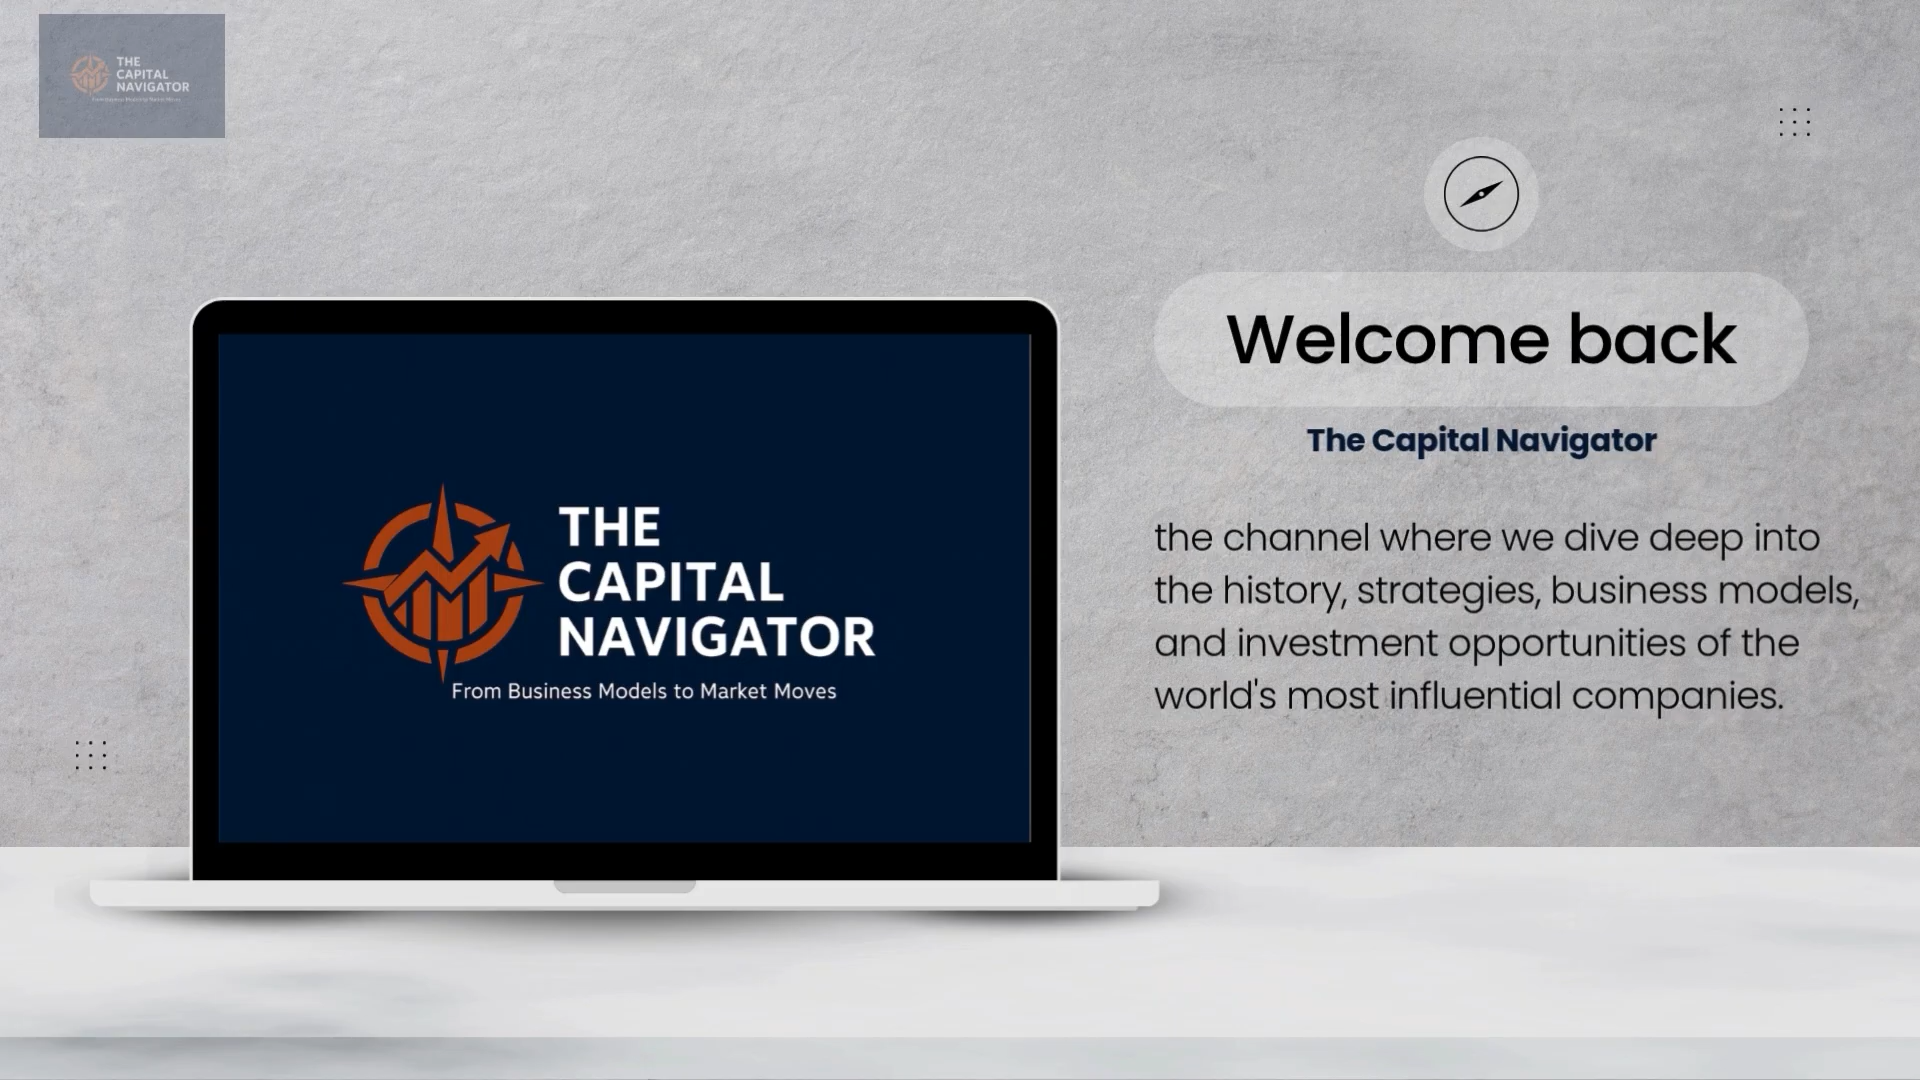 THE
CAPITAL
NAVIGATOR
Welcome back
The Capital Navigator
the channel where we dive deep into
the history, strategies, business models,
and investment opportunities of the
world's most influential companies.
THE
CAPITAL
NAVIGATOR
From Business Models to Market Moves